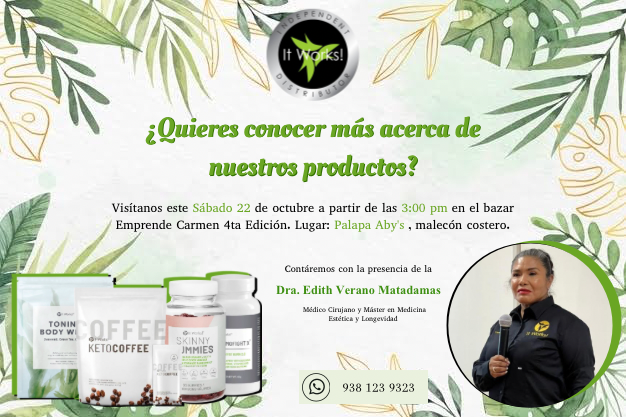 INDEPENDENT
It Works!
DISTRIBUTOR
¿Quieres conocer más acerca de
nuestros productos?
Visítanos este Sábado 22 de octubre a partir de las 3:00 pm en el bazar
Emprende Carmen 4ta Edición. Lugar: Palapa Aby's , malecón costero.
Contáremos con la presencia de la
Dra. Edith Verano Matadamas
Médico Cirujano y Máster en Medicina
Estética y Longevidad
TONIN
BODY W
COFFEE
KETOCOFFEE
SKINNY
UMMIES
938 123 9323